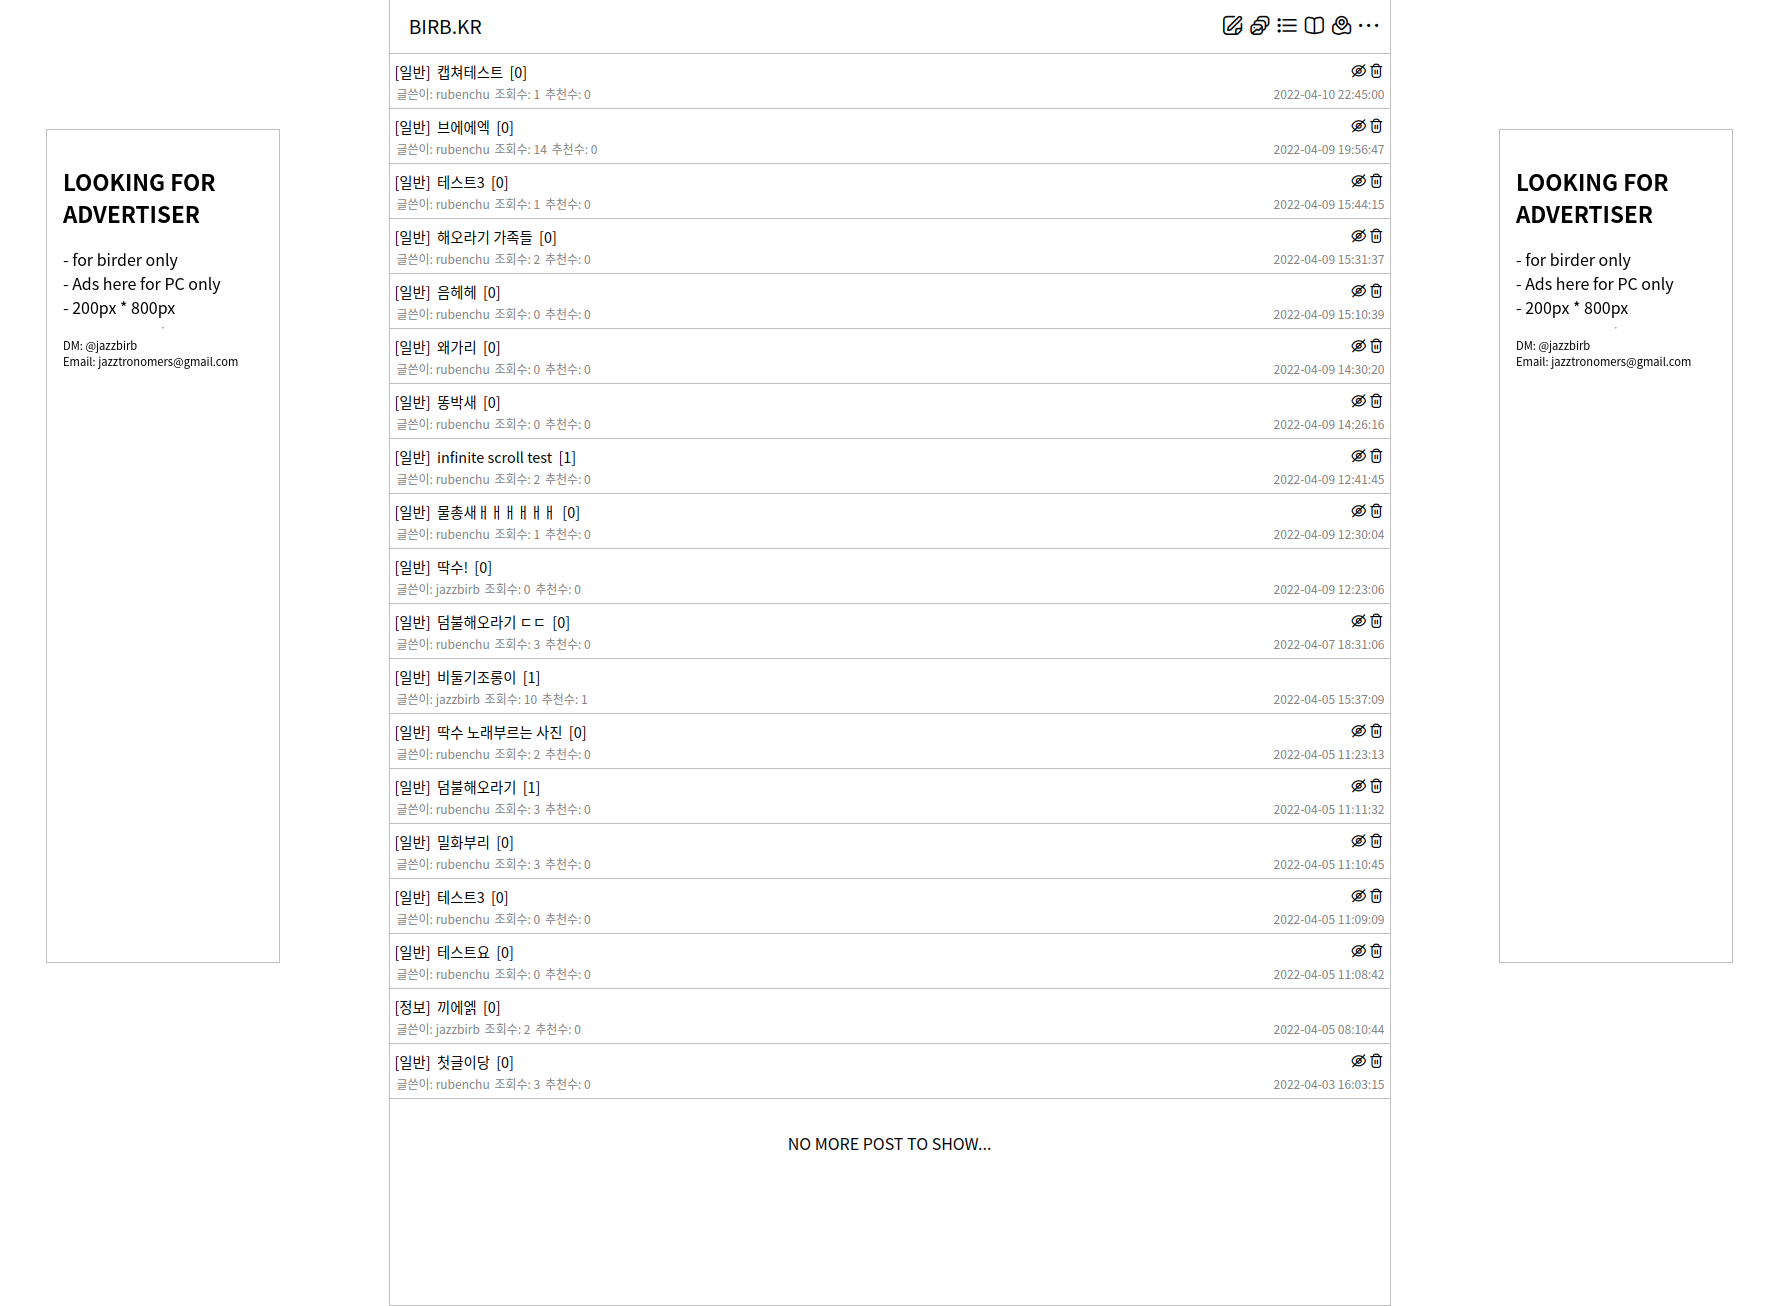 BIRB.KR
LOOKING FOR
ADVERTISER
- for birder only
- Ads here for PC only
- 200px * 800px
DM: @jazzbirb
Email: jazztronomers@gmail.com
[일반] 캡쳐테스트 [0]
글쓴이: rubenchu 조회수: 1 추천수: 0 2022-04-10 22:45:00
[일반] 브에에엑 [0]
글쓴이: rubenchu 조회수: 14 추천수: 0 2022-04-09 19:56:47
[일반] 테스트3 [0]
글쓴이: rubenchu 조회수: 1 추천수: 0 2022-04-09 15:44:15
[일반] 해오라기 가족들 [0]
글쓴이: rubenchu 조회수: 2 추천수: 0 2022-04-09 15:31:37
[일반] 음헤헤 [0]
글쓴이: rubenchu 조회수: 0 추천수: 0 2022-04-09 15:10:39
[일반] 왜가리 [0]
글쓴이: rubenchu 조회수: 0 추천수: 0 2022-04-09 14:30:20
[일반] 똥박새 [0]
글쓴이: rubenchu 조회수: 0 추천수: 0 2022-04-09 14:26:16
[일반] infinite scroll test [1]
글쓴이: rubenchu 조회수: 2 추천수: 0 2022-04-09 12:41:45
[일반] 물총새ㅐㅐㅐㅐㅐㅐ [0]
글쓴이: rubenchu 조회수: 1 추천수: 0 2022-04-09 12:30:04
[일반] 딱수! [0]
글쓴이: jazzbirb 조회수: 0 추천수: 0 2022-04-09 12:23:06
[일반] 덤불해오라기 ㄷㄷ [0]
글쓴이: rubenchu 조회수: 3 추천수: 0 2022-04-07 18:31:06
[일반] 비둘기조롱이 [1]
글쓴이: jazzbirb 조회수: 10 추천수: 1 2022-04-05 15:37:09
[일반] 딱수 노래부르는 사진 [0]
글쓴이: rubenchu 조회수: 2 추천수: 0 2022-04-05 11:23:13
[일반] 덤불해오라기 [1]
글쓴이: rubenchu 조회수: 3 추천수: 0 2022-04-05 11:11:32
[일반] 밀화부리 [0]
글쓴이: rubenchu 조회수: 3 추천수: 0 2022-04-05 11:10:45
[일반] 테스트3 [0]
글쓴이: rubenchu 조회수: 0 추천수: 0 2022-04-05 11:09:09
[일반] 테스트요 [0]
글쓴이: rubenchu 조회수: 0 추천수: 0 2022-04-05 11:08:42
[정보] 끼에엙 [0]
글쓴이: jazzbirb 조회수: 2 추천수: 0 2022-04-05 08:10:44
[일반] 첫글이당 [0]
글쓴이: rubenchu 조회수: 3 추천수: 0 2022-04-03 16:03:15
NO MORE POST TO SHOW...
LOOKING FOR
ADVERTISER
- for birder only
- Ads here for PC only
- 200px * 800px
DM: @jazzbirb
Email: jazztronomers@gmail.com